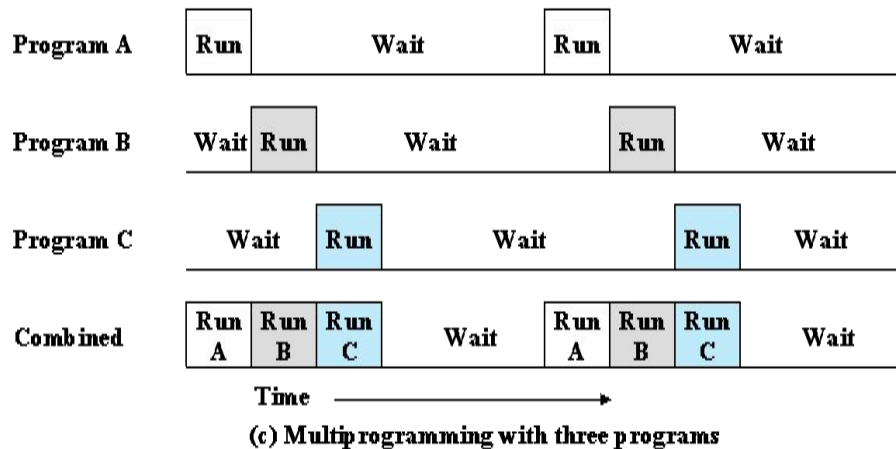 Program A Run Wait Run Wait
Program B Wait Run Wait Run Wait
Program C Wait Run Wait Run Wait
Run Run Run Run Run Run
Combined Wait Wait
A B C A B C
Time
(c) Multiprogramming with three programs